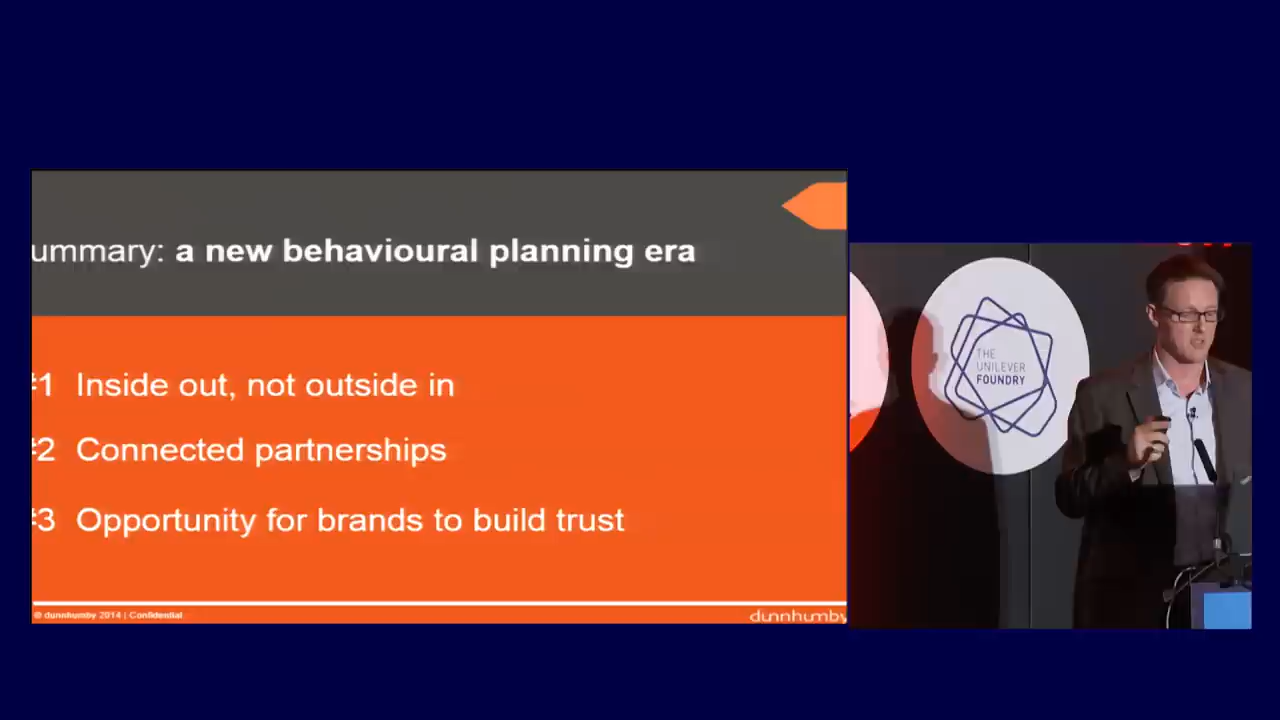 ummary: a new behavioural planning era
#1 Inside out, not outside in
#2 Connected partnerships
#3 Opportunity for brands to build trust
© dunnhumby 2014 | Confidential
dunnhumby
THE
UNILEVER
FOUNDRY